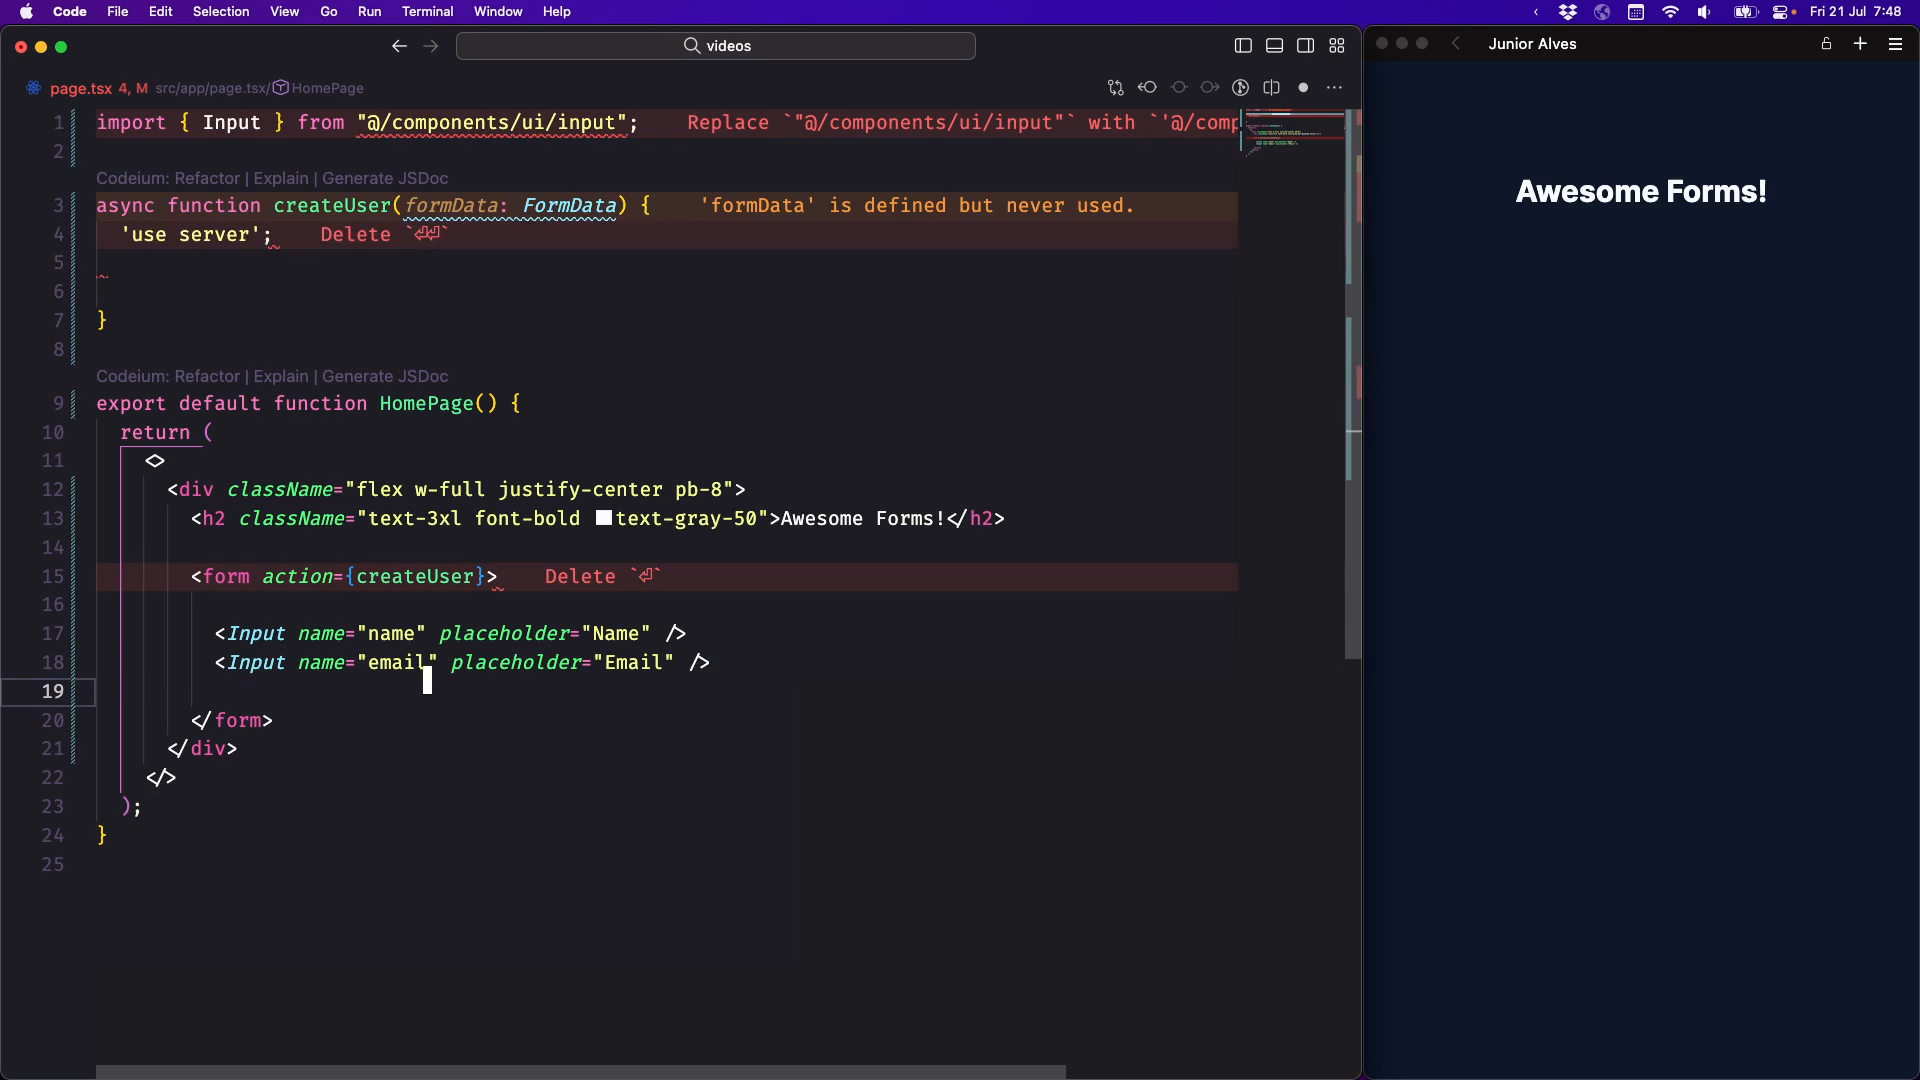 Code File Edit Selection View Go Run Terminal Window Help Fri 21 Jul 7:48
videos
Junior Alves
page.tsx 4, M src/app/page.tsx/ HomePage
1 import { Input } from "@/components/ui/input"; Replace `"@/components/ui/input"` with `'@/comp
2
Codeium: Refactor | Explain | Generate JSDoc
3 async function createUser(formData: FormData) { 'formData' is defined but never used.
4 'use server'; Delete `⏎⏎`
5
6
7 }
8
Codeium: Refactor | Explain | Generate JSDoc
9 export default function HomePage() {
10 return (
11 <>
12 <div className="flex w-full justify-center pb-8">
13 <h2 className="text-3xl font-bold text-gray-50">Awesome Forms!</h2>
14
15 <form action={createUser}> Delete `⏎`
16
17 <Input name="name" placeholder="Name" />
18 <Input name="email" placeholder="Email" />
19
20 </form>
21 </div>
22 </>
23 );
24 }
25
Awesome Forms!